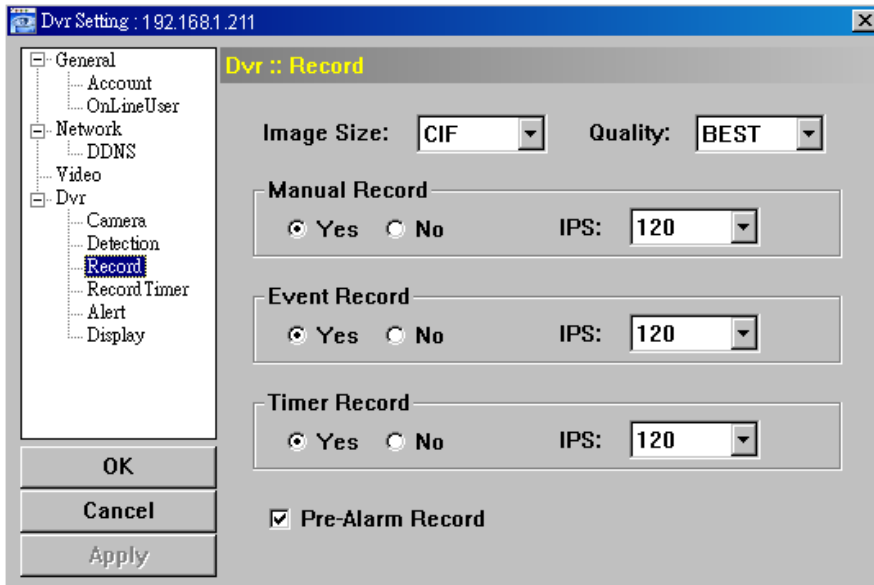 Dvr Setting : 192.168.1.211
General
Account
OnLineUser
Network
DDNS
Video
Dvr
Camera
Detection
Record
Record Timer
Alert
Display
OK
Cancel
Apply
Dvr :: Record
Image Size: CIF Quality: BEST
Manual Record
Yes No IPS: 120
Event Record
Yes No IPS: 120
Timer Record
Yes No IPS: 120
Pre-Alarm Record